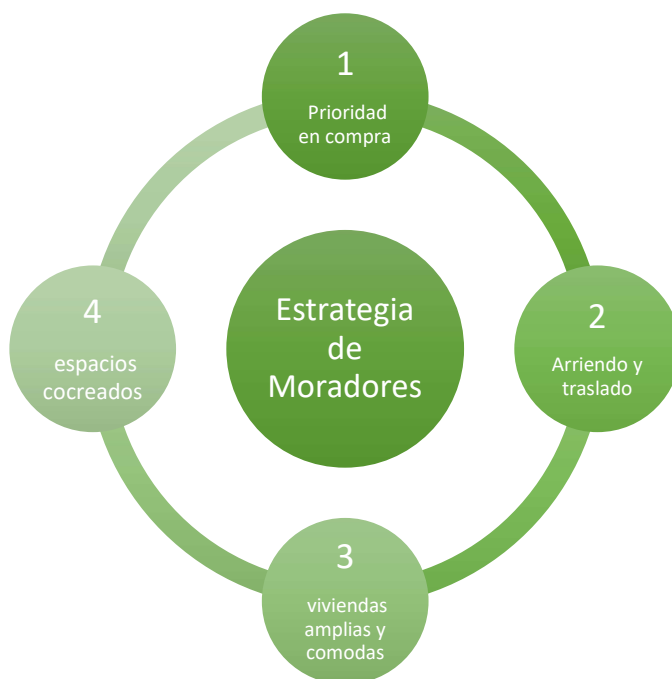 1
Prioridad
en compra
Estrategia
de
Moradores
2
Arriendo y
traslado
3
viviendas
amplias y
comodas
4
espacios
cocreados